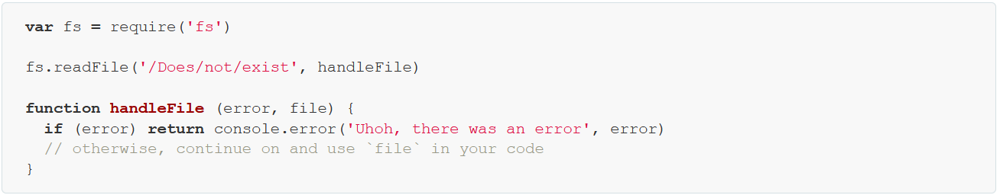 var fs = require('fs')
fs.readFile('/Does/not/exist', handleFile)
function handleFile (error, file) {
  if (error) return console.error('Uhoh, there was an error', error)
  // otherwise, continue on and use `file` in your code
}